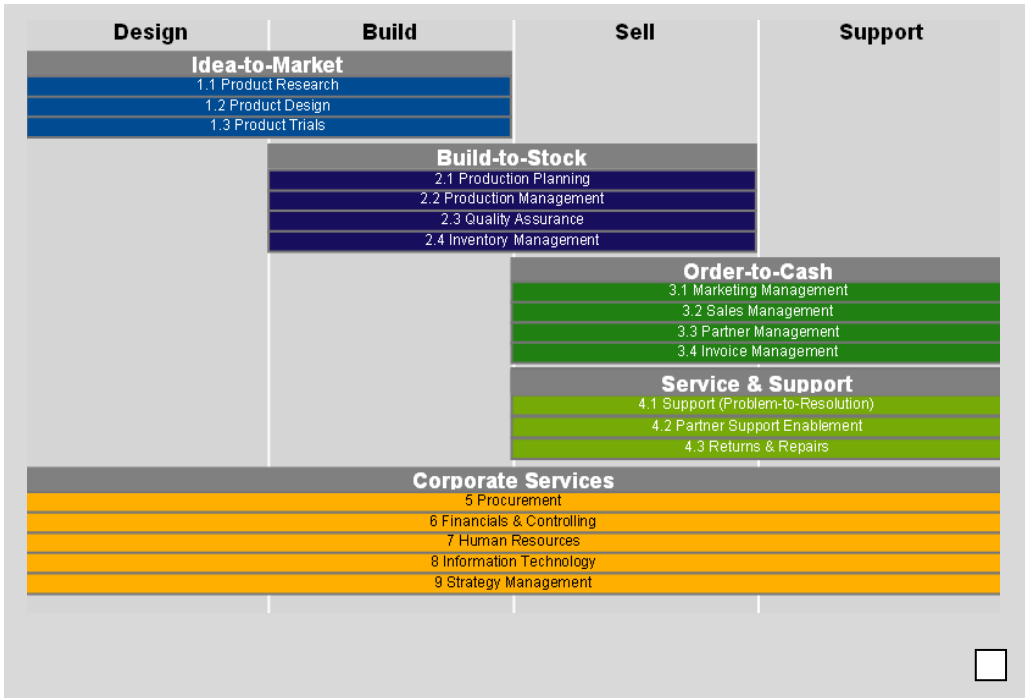 Design Build Sell Support
Idea-to-Market
1.1 Product Research
1.2 Product Design
1.3 Product Trials
Build-to-Stock
2.1 Production Planning
2.2 Production Management
2.3 Quality Assurance
2.4 Inventory Management
Order-to-Cash
3.1 Marketing Management
3.2 Sales Management
3.3 Partner Management
3.4 Invoice Management
Service & Support
4.1 Support (Problem-to-Resolution)
4.2 Partner Support Enablement
4.3 Returns & Repairs
Corporate Services
5 Procurement
6 Financials & Controlling
7 Human Resources
8 Information Technology
9 Strategy Management